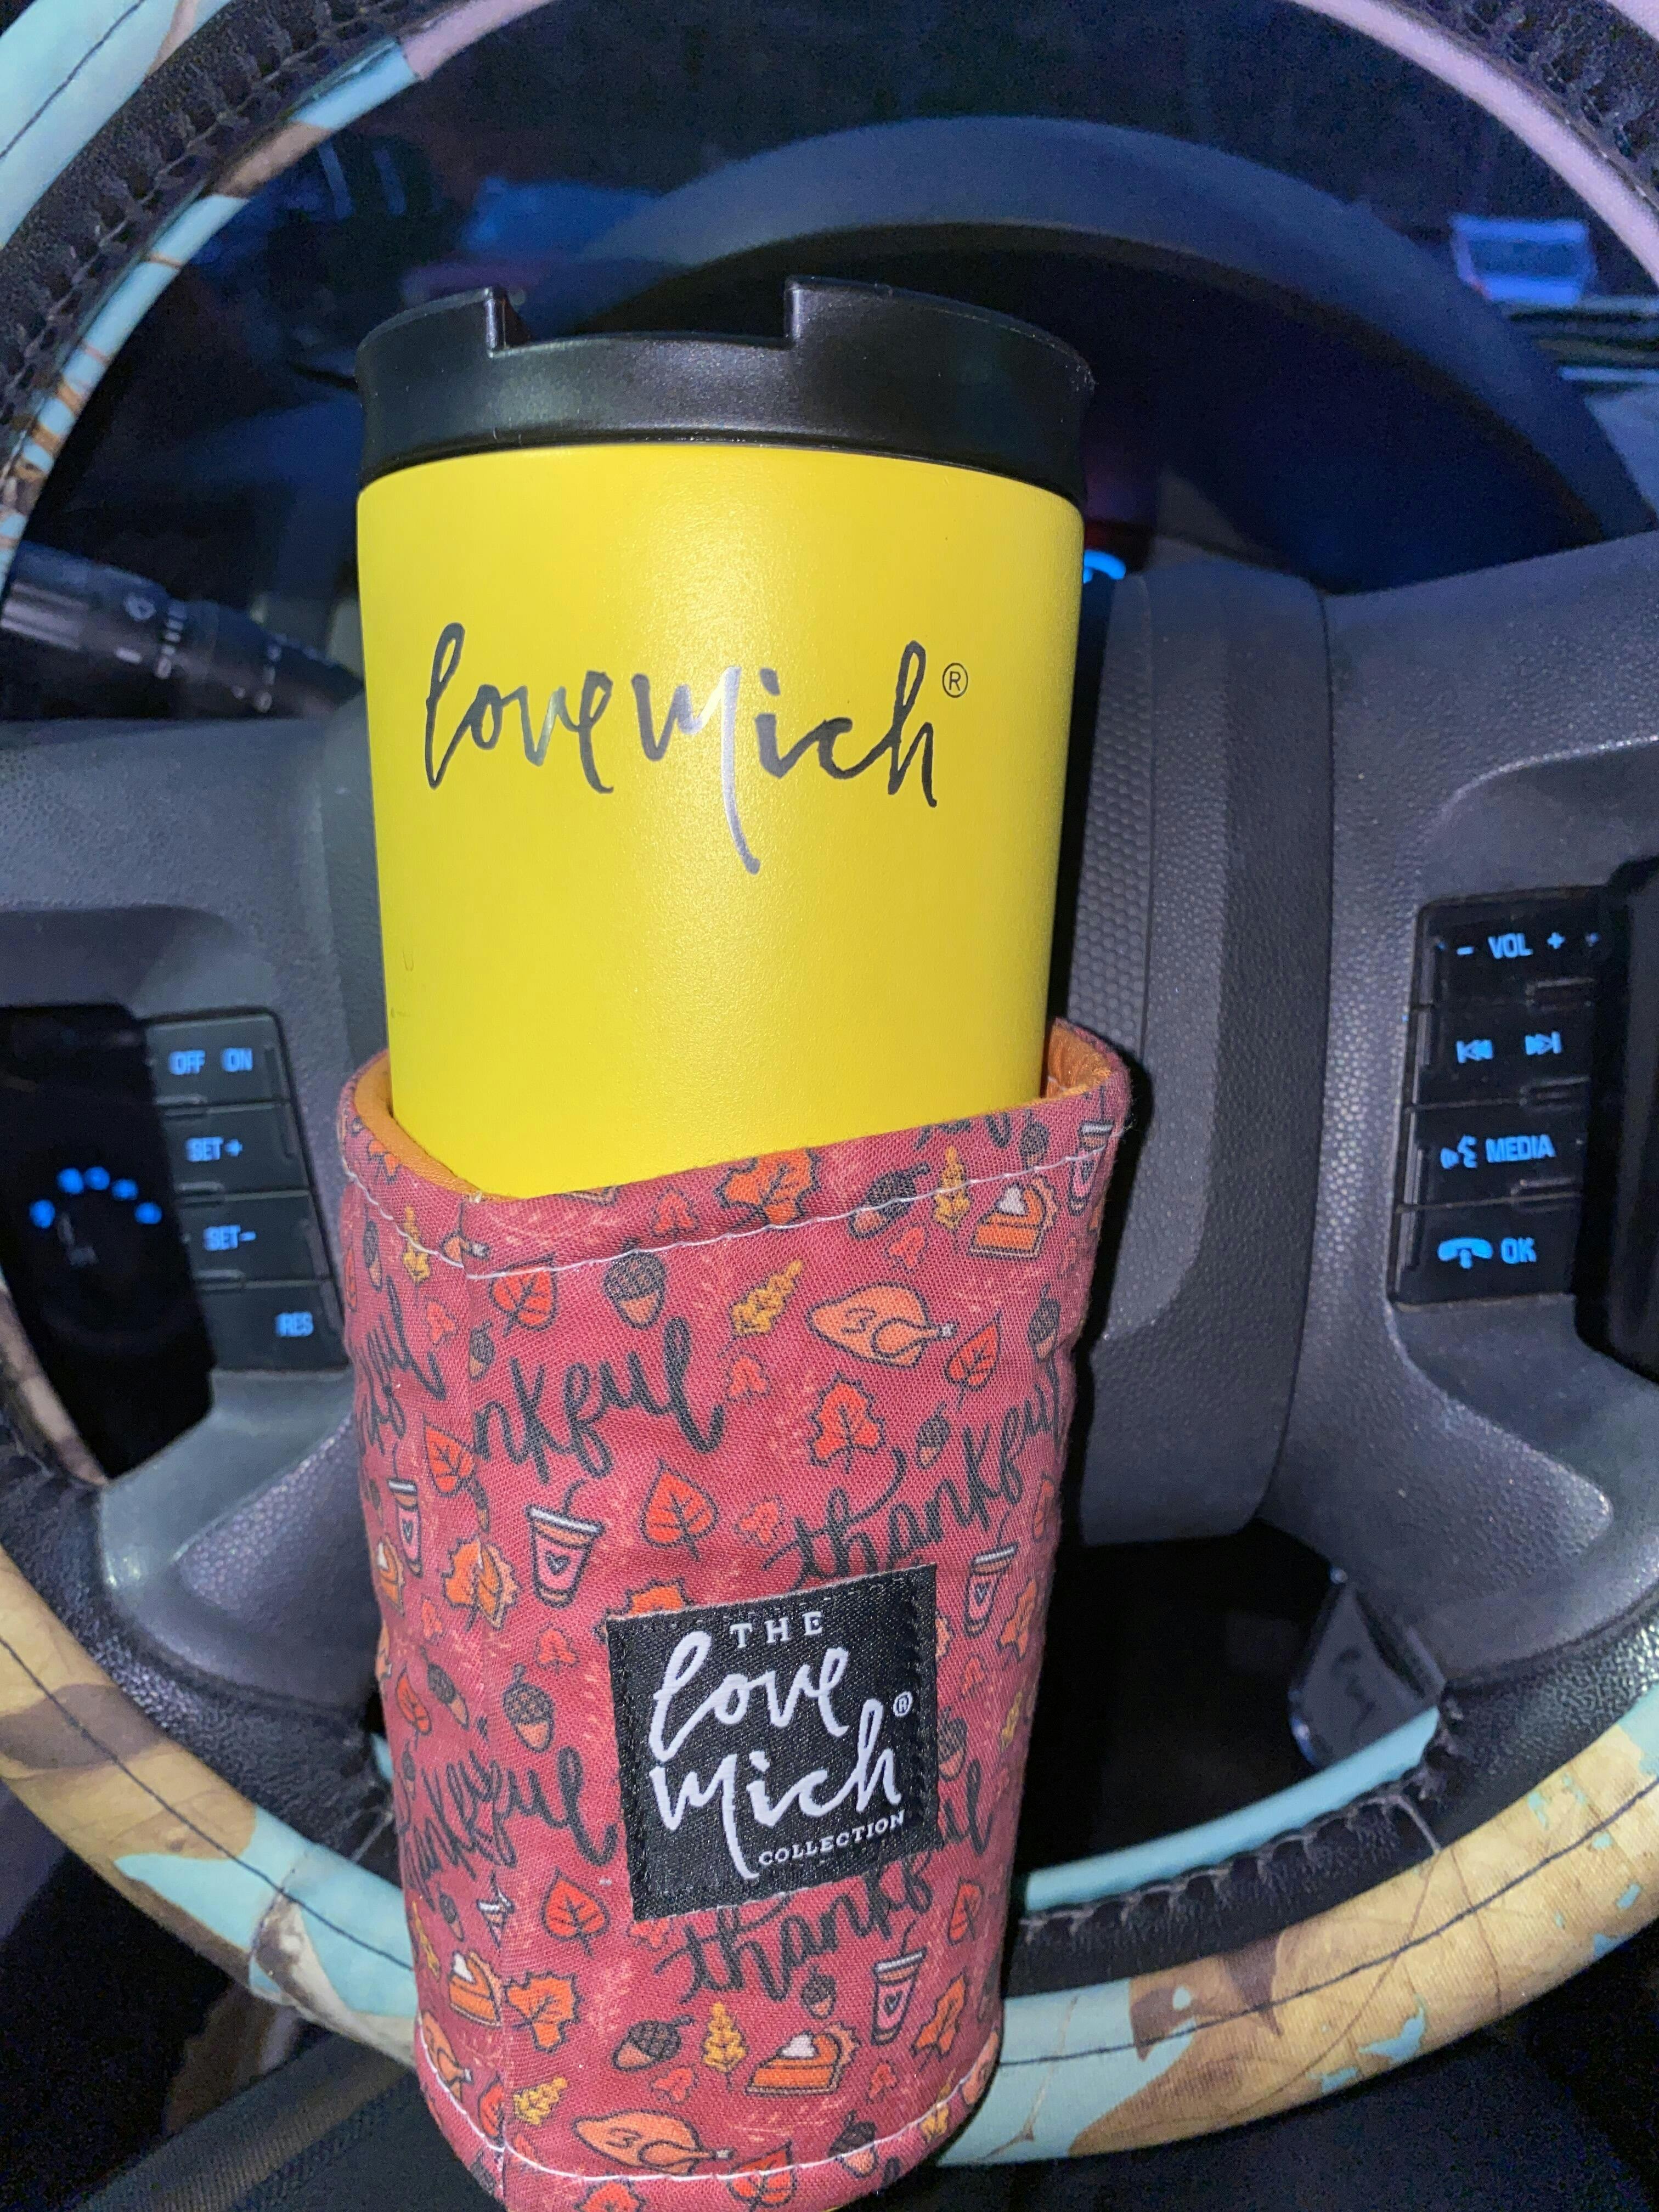 lovemich®
OFF ON
SET+
SET-
RES
- VOL +
MEDIA
OK
thankful
thankful
THE
love
mich®
COLLECTION